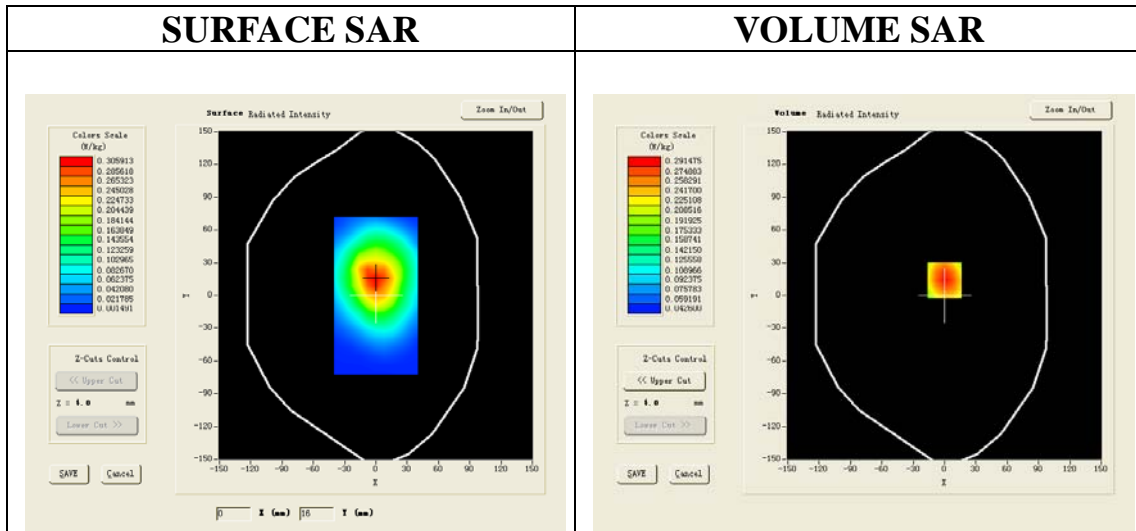 SURFACE SAR
VOLUME SAR
Surface Radiated Intensity
Zoom In/Out
Colors Scale
(W/kg)
0.305913
0.285618
0.265323
0.245028
0.224733
0.204439
0.184144
0.163849
0.143554
0.123259
0.102965
0.082670
0.062375
0.042080
0.021785
0.001491
150
120
90
60
30
0
-30
-60
-90
-120
-150
Y
-150 -120 -90 -60 -30 0 30 60 90 120 150
X
Z-Cuts Control
<< Upper Cut
Z = 4.0 mm
Lower Cut >>
SAVE Cancel
0 X (mm) 16 Y (mm)
Volume Radiated Intensity
Zoom In/Out
Colors Scale
(W/kg)
0.291475
0.274883
0.258291
0.241700
0.225108
0.208516
0.191925
0.175333
0.158741
0.142150
0.125558
0.108966
0.092375
0.075783
0.059191
0.042600
150
120
90
60
30
0
-30
-60
-90
-120
-150
Y
-150 -120 -90 -60 -30 0 30 60 90 120 150
X
Z-Cuts Control
<< Upper Cut
Z = 4.0 mm
Lower Cut >>
SAVE Cancel